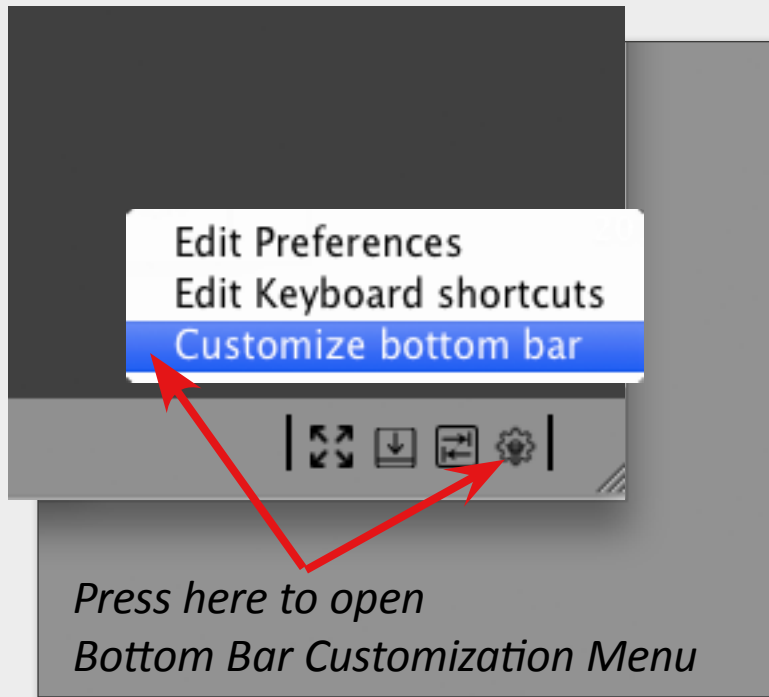 Edit Preferences
Edit Keyboard shortcuts
Customize bottom bar
Press here to open
Bottom Bar Customization Menu